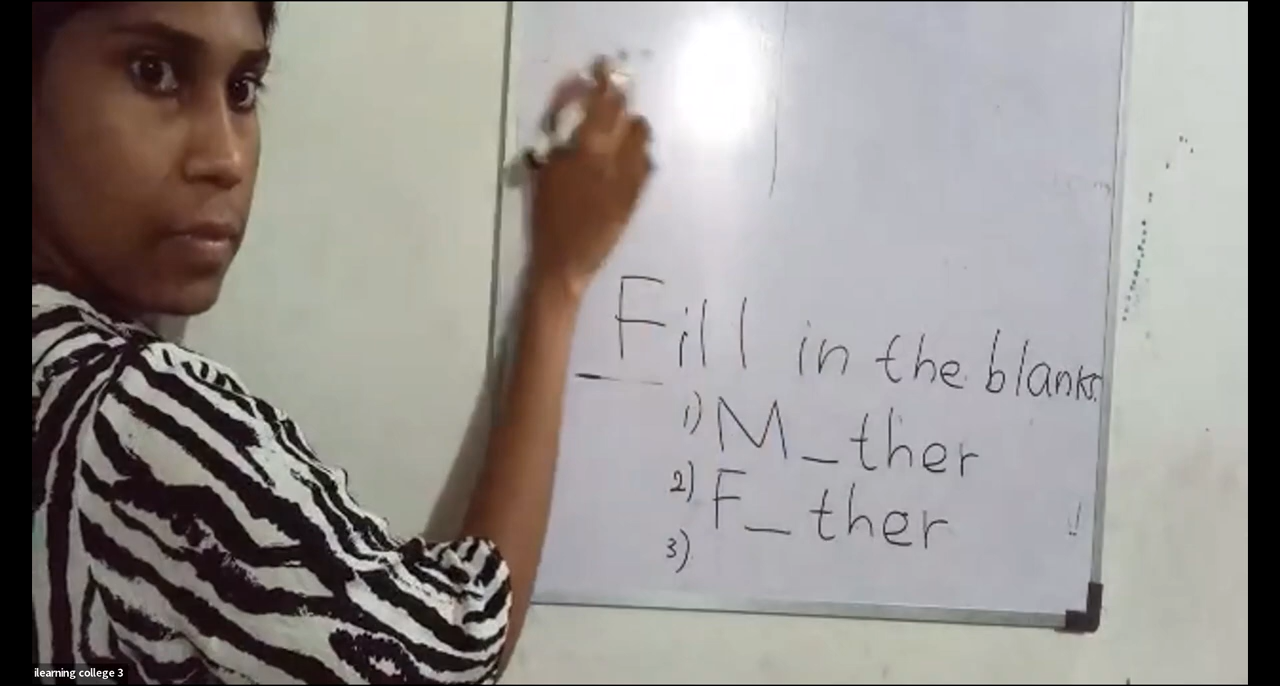 Fill in the blanks.
1) M_ther
2) F_ther
3)
ilearning college 3